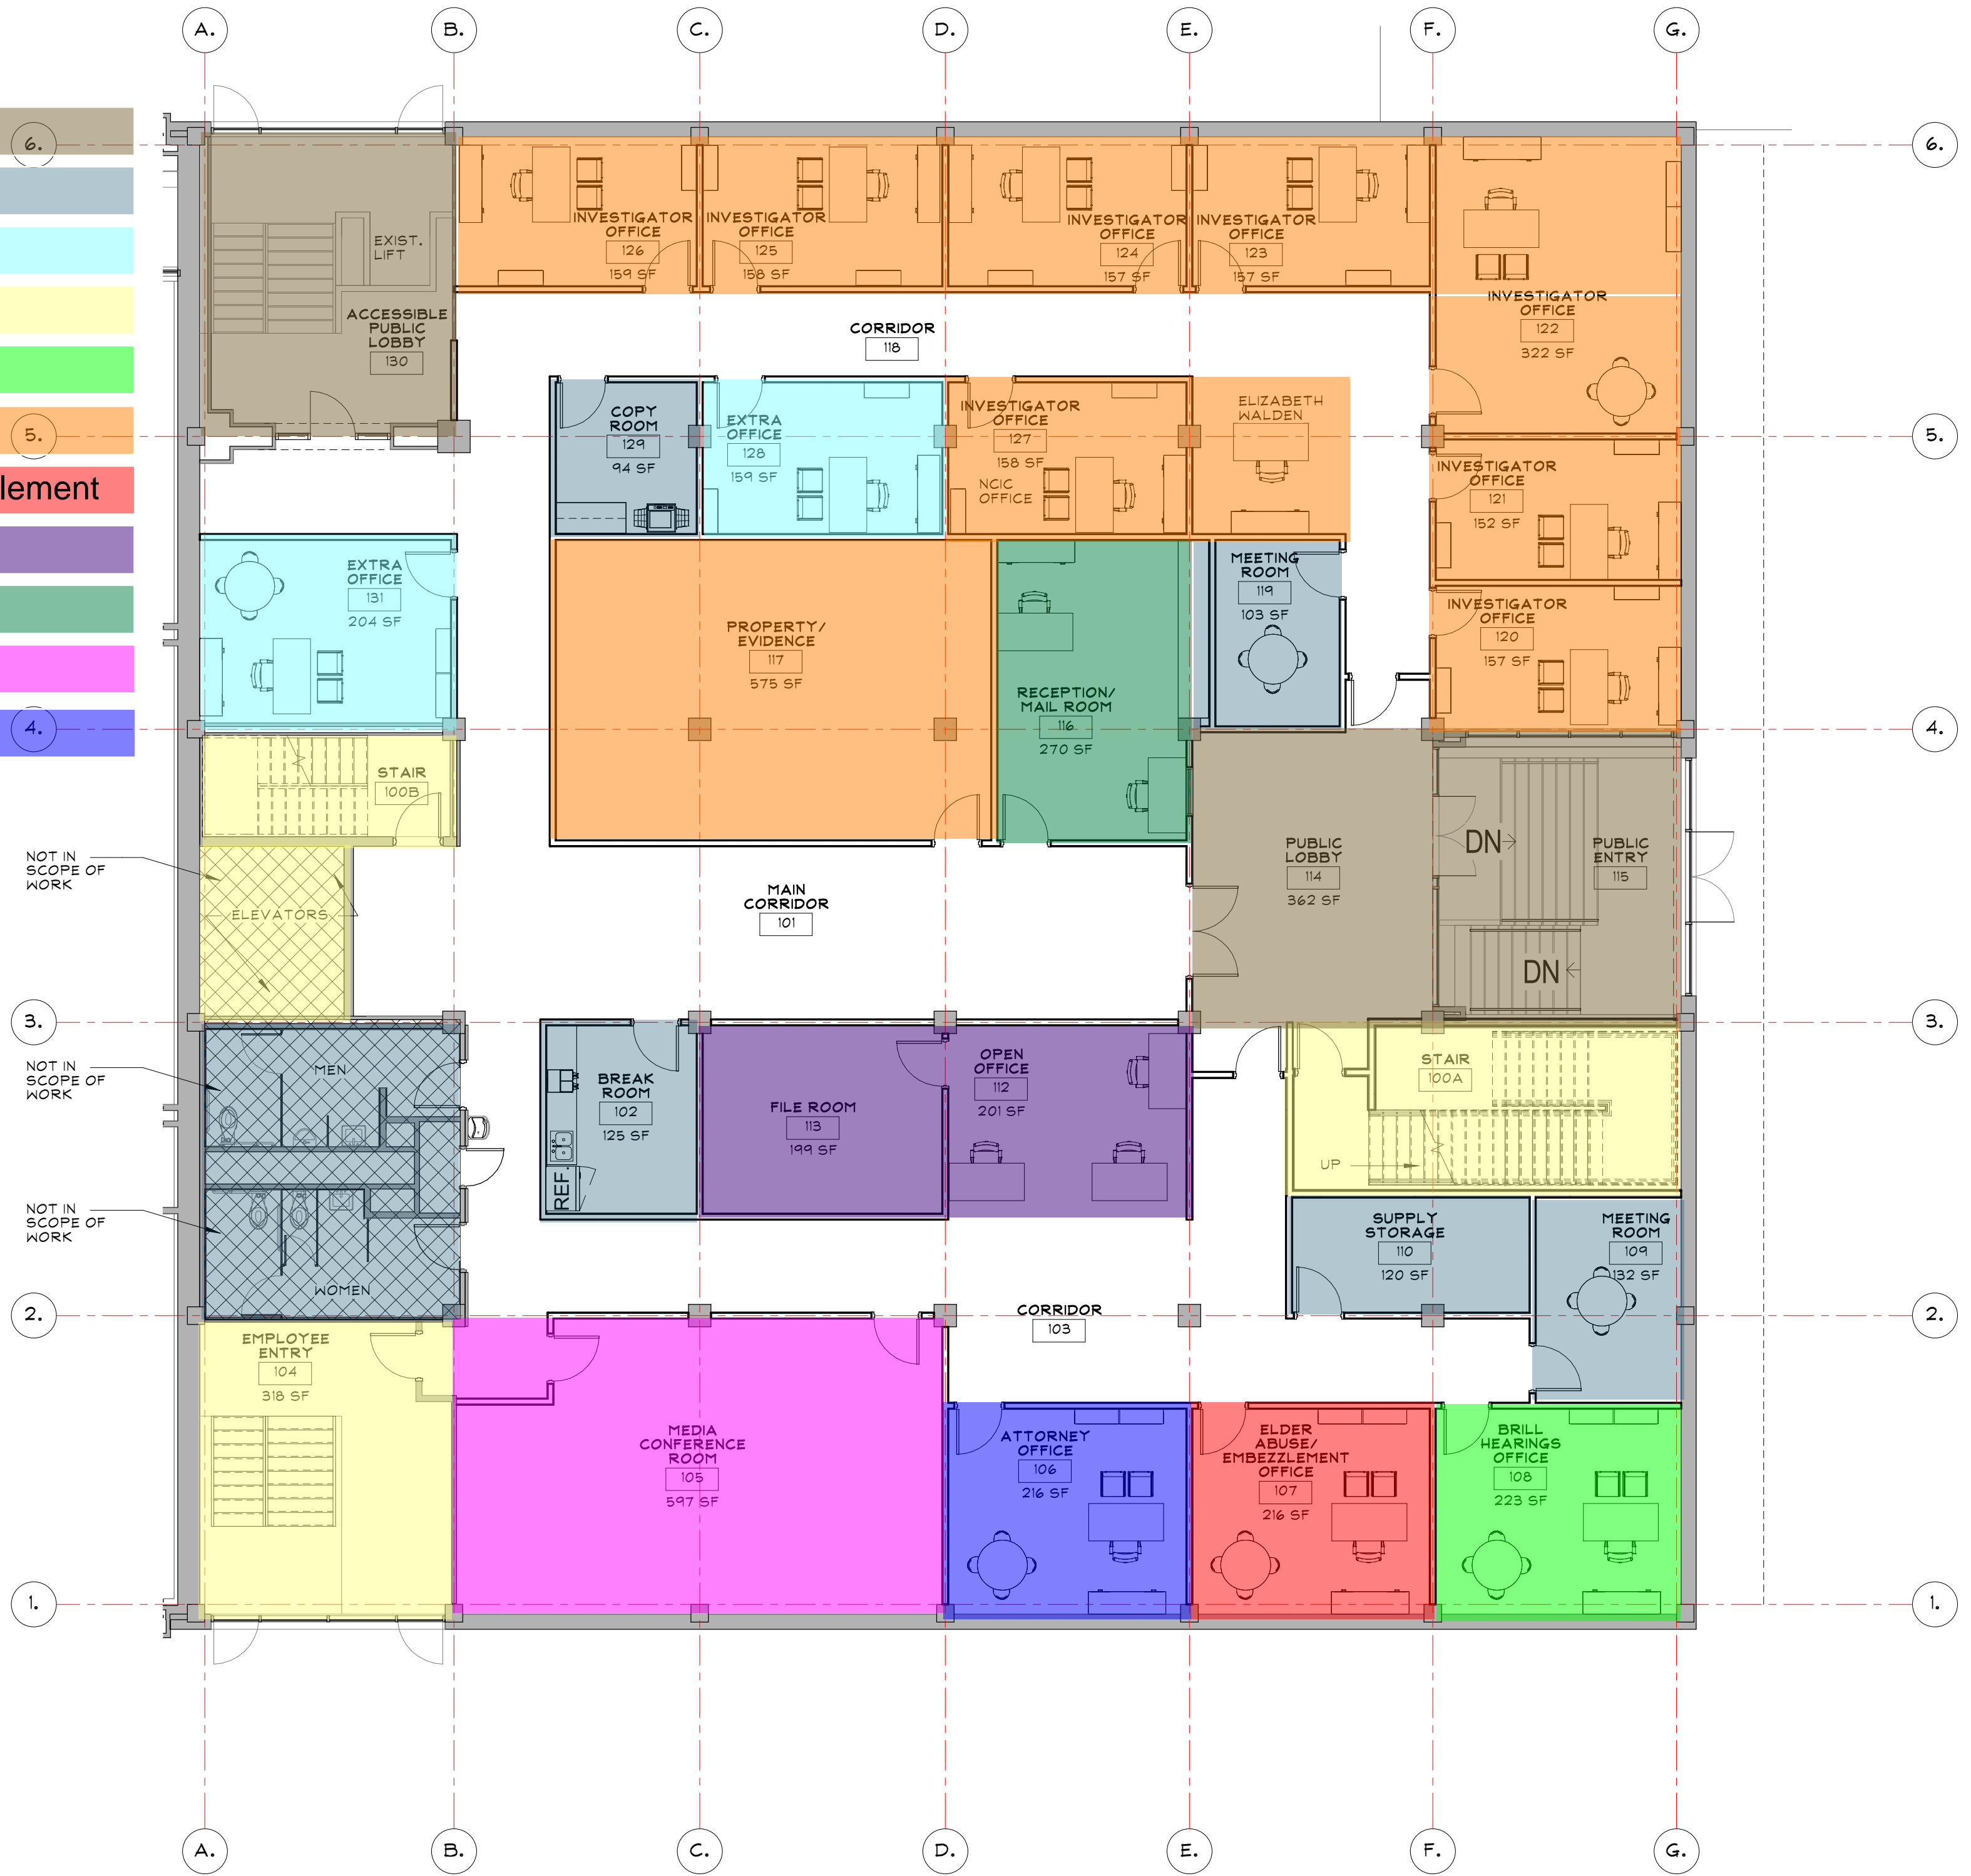 A.
B.
C.
D.
E.
F.
G.
6.
6.
5.
5.
lement
4.
4.
3.
3.
2.
2.
1.
1.
EXIST.
LIFT
ACCESSIBLE
PUBLIC
LOBBY
130
INVESTIGATOR
OFFICE
126
159 SF
INVESTIGATOR
OFFICE
125
158 SF
INVESTIGATOR
OFFICE
124
157 SF
INVESTIGATOR
OFFICE
123
157 SF
INVESTIGATOR
OFFICE
122
322 SF
CORRIDOR
118
COPY
ROOM
129
94 SF
EXTRA
OFFICE
128
159 SF
INVESTIGATOR
OFFICE
127
158 SF
NCIC
OFFICE
ELIZABETH
WALDEN
INVESTIGATOR
OFFICE
121
152 SF
EXTRA
OFFICE
131
204 SF
PROPERTY/
EVIDENCE
117
575 SF
RECEPTION/
MAIL ROOM
116
270 SF
MEETING
ROOM
119
103 SF
INVESTIGATOR
OFFICE
120
157 SF
STAIR
100B
NOT IN
SCOPE OF
WORK
ELEVATORS
MAIN
CORRIDOR
101
PUBLIC
LOBBY
114
362 SF
DN
PUBLIC
ENTRY
115
DN
NOT IN
SCOPE OF
WORK
MEN
BREAK
ROOM
102
125 SF
REF
FILE ROOM
113
199 SF
OPEN
OFFICE
112
201 SF
STAIR
100A
UP
NOT IN
SCOPE OF
WORK
WOMEN
SUPPLY
STORAGE
110
120 SF
MEETING
ROOM
109
132 SF
CORRIDOR
103
EMPLOYEE
ENTRY
104
318 SF
MEDIA
CONFERENCE
ROOM
105
597 SF
ATTORNEY
OFFICE
106
216 SF
ELDER
ABUSE/
EMBEZZLEMENT
OFFICE
107
216 SF
BRILL
HEARINGS
OFFICE
108
223 SF
A.
B.
C.
D.
E.
F.
G.